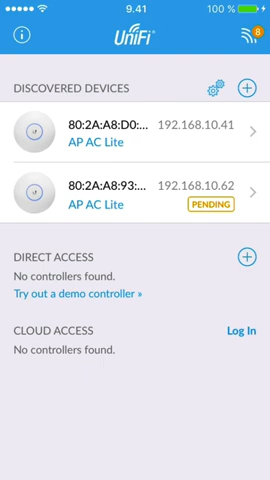 9.41
100 %
UniFi
8
DISCOVERED DEVICES
80:2A:A8:D0:... 192.168.10.41
AP AC Lite
80:2A:A8:93:... 192.168.10.62
AP AC Lite PENDING
DIRECT ACCESS
No controllers found.
Try out a demo controller »
CLOUD ACCESS Log In
No controllers found.